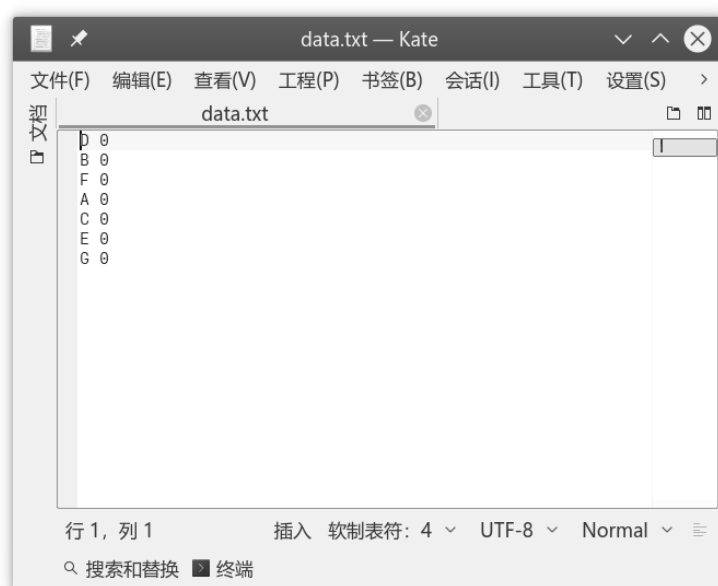 data.txt — Kate
文件(F) 编辑(E) 查看(V) 工程(P) 书签(B) 会话(I) 工具(T) 设置(S)
文档
data.txt
D 0
B 0
F 0
A 0
C 0
E 0
G 0
行 1，列 1 插入 软制表符：4 UTF-8 Normal
搜索和替换 终端